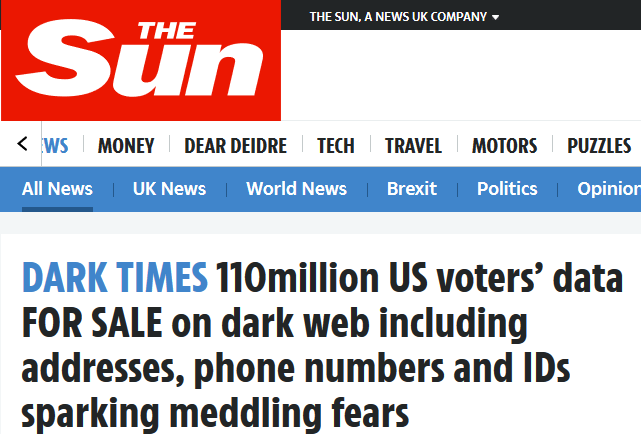 THE SUN, A NEWS UK COMPANY
THE
Sun
EWS MONEY DEAR DEIDRE TECH TRAVEL MOTORS PUZZLES
All News UK News World News Brexit Politics Opinion
DARK TIMES 110million US voters’ data
FOR SALE on dark web including
addresses, phone numbers and IDs
sparking meddling fears